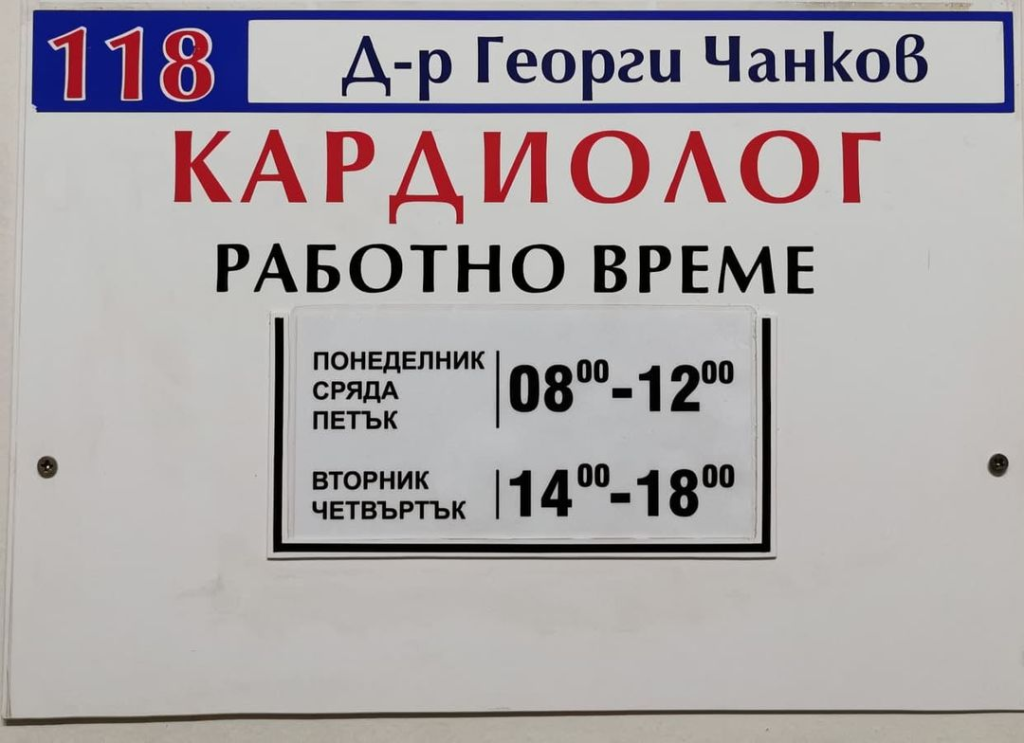 118 Д-р Георги Чанков
КАРДИОЛОГ
РАБОТНО ВРЕМЕ
ПОНЕДЕЛНИК
СРЯДА
ПЕТЪК
08⁰⁰-12⁰⁰
ВТОРНИК
ЧЕТВЪРТЪК
14⁰⁰-18⁰⁰